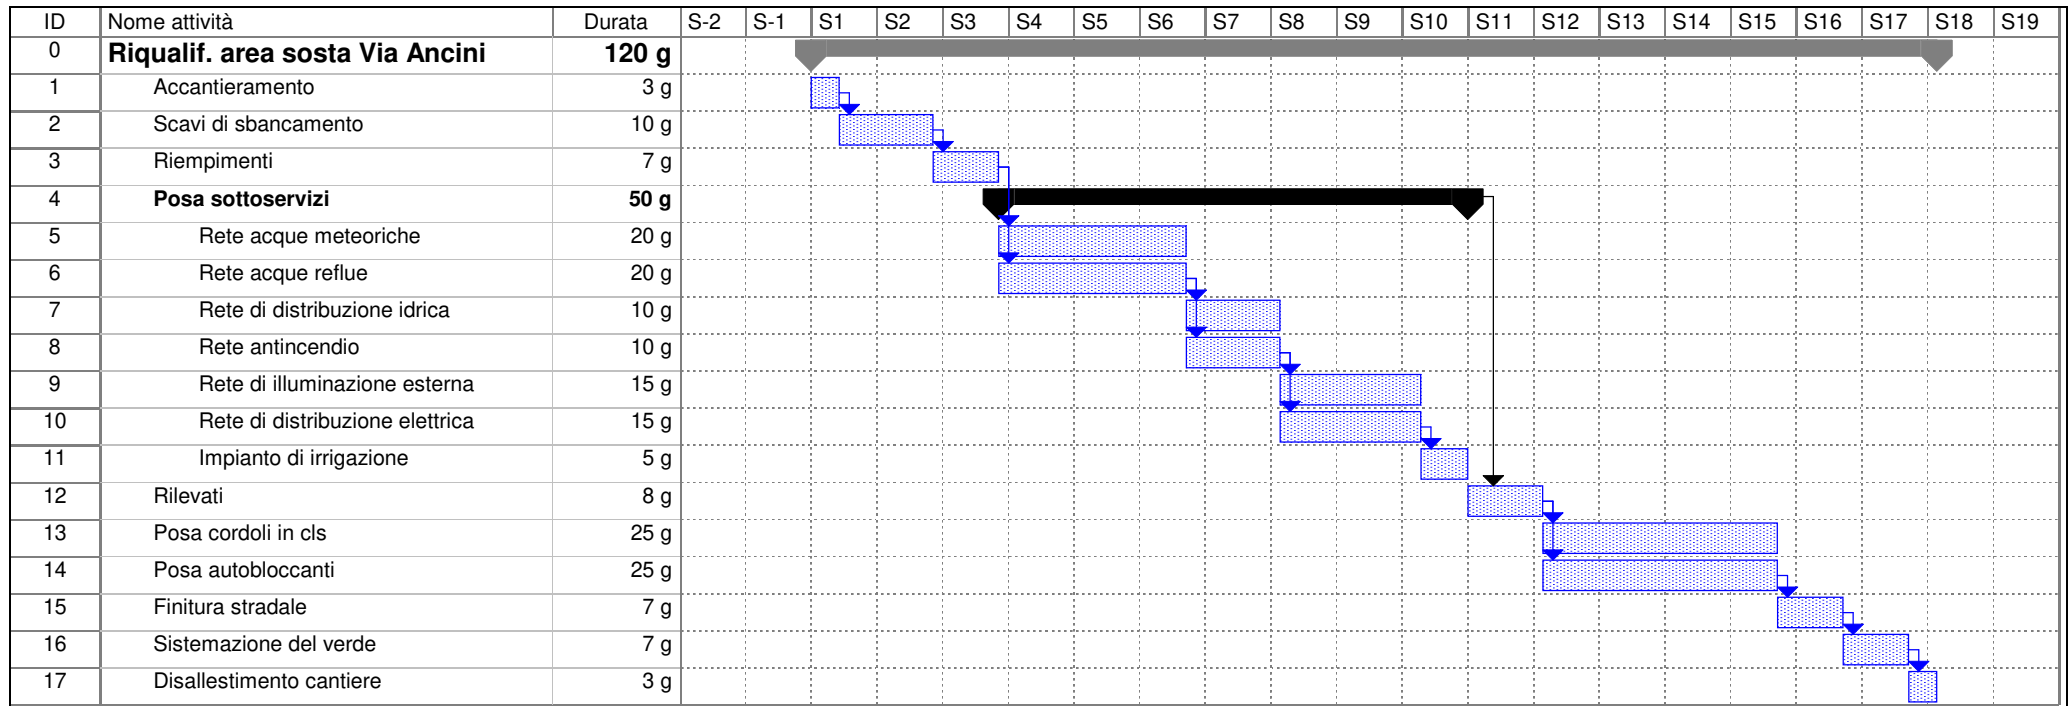 ID Nome attività Durata S-2 S-1 S1 S2 S3 S4 S5 S6 S7 S8 S9 S10 S11 S12 S13 S14 S15 S16 S17 S18 S19
0 Riqualif. area sosta Via Ancini 120 g
1 Accantieramento 3 g
2 Scavi di sbancamento 10 g
3 Riempimenti 7 g
4 Posa sottoservizi 50 g
5 Rete acque meteoriche 20 g
6 Rete acque reflue 20 g
7 Rete di distribuzione idrica 10 g
8 Rete antincendio 10 g
9 Rete di illuminazione esterna 15 g
10 Rete di distribuzione elettrica 15 g
11 Impianto di irrigazione 5 g
12 Rilevati 8 g
13 Posa cordoli in cls 25 g
14 Posa autobloccanti 25 g
15 Finitura stradale 7 g
16 Sistemazione del verde 7 g
17 Disallestimento cantiere 3 g